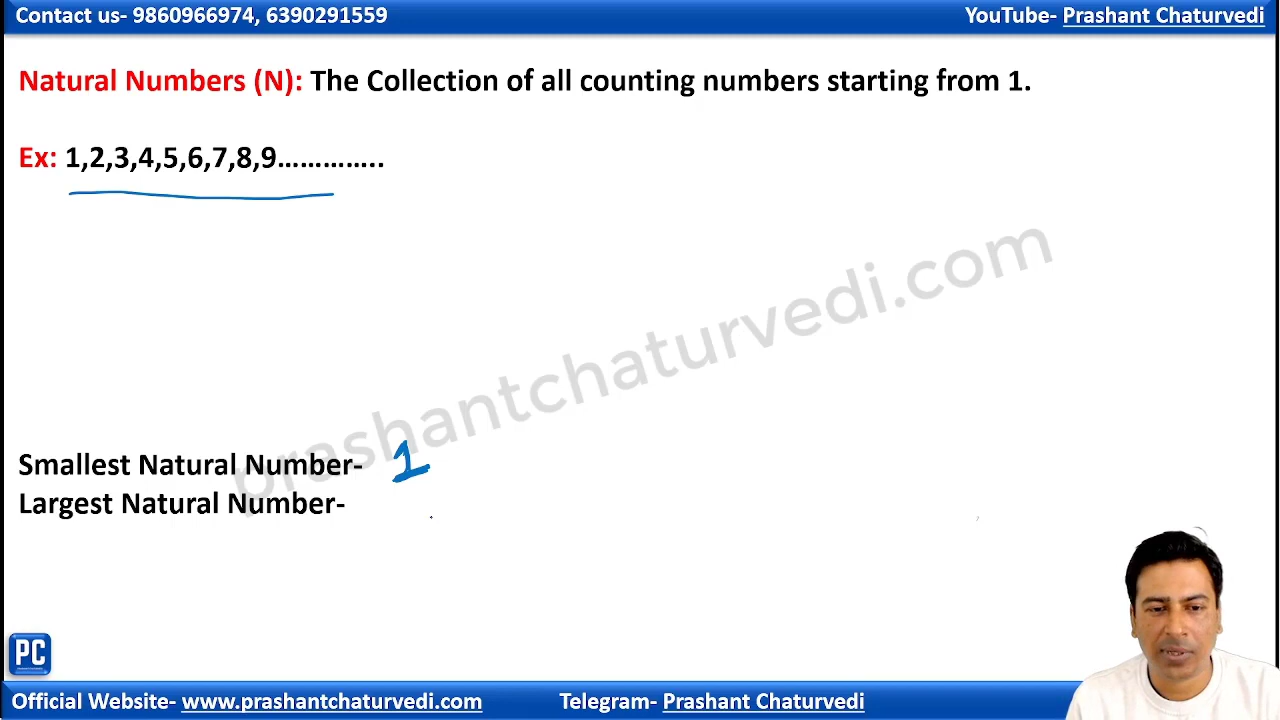 Contact us- 9860966974, 6390291559
YouTube- Prashant Chaturvedi
Natural Numbers (N): The Collection of all counting numbers starting from 1.
Ex: 1,2,3,4,5,6,7,8,9…………..
prashantchaturvedi.com
Smallest Natural Number- 1
Largest Natural Number-
PC
Official Website- www.prashantchaturvedi.com
Telegram- Prashant Chaturvedi